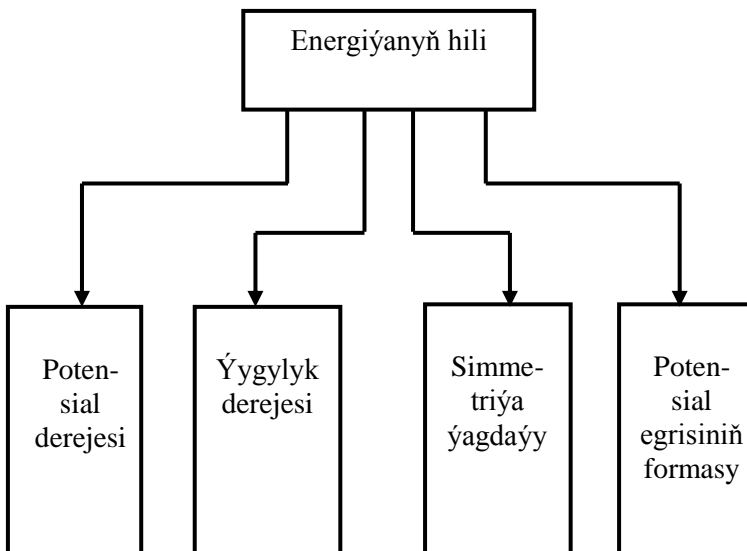 Energiýanyň hili
Poten-
sial
derejesi
Ýygylyk
derejesi
Simme-
triýa
ýagdaýy
Poten-
sial
egrisiniň
formasy